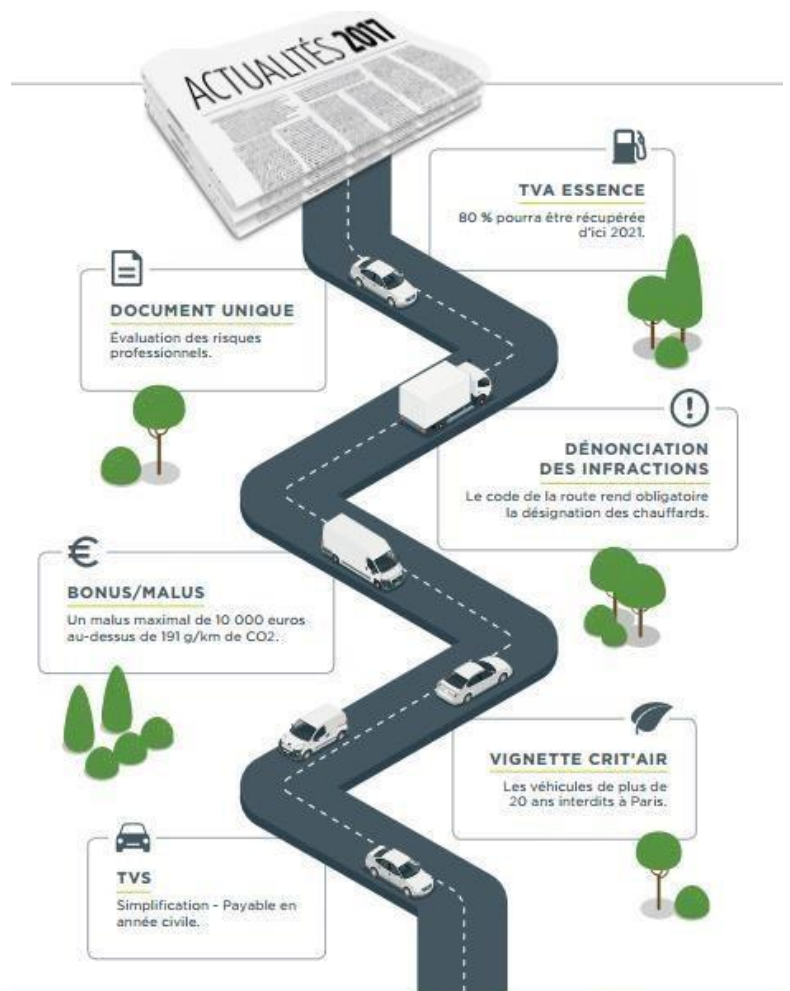 ACTUALITÉS 2017
TVA ESSENCE
80 % pourra être récupérée
d'ici 2021.
DOCUMENT UNIQUE
Évaluation des risques
professionnels.
DÉNONCIATION
DES INFRACTIONS
Le code de la route rend obligatoire
la désignation des chauffards.
BONUS/MALUS
Un malus maximal de 10 000 euros
au-dessus de 191 g/km de CO2.
VIGNETTE CRIT'AIR
Les véhicules de plus de
20 ans interdits à Paris.
TVS
Simplification - Payable en
année civile.